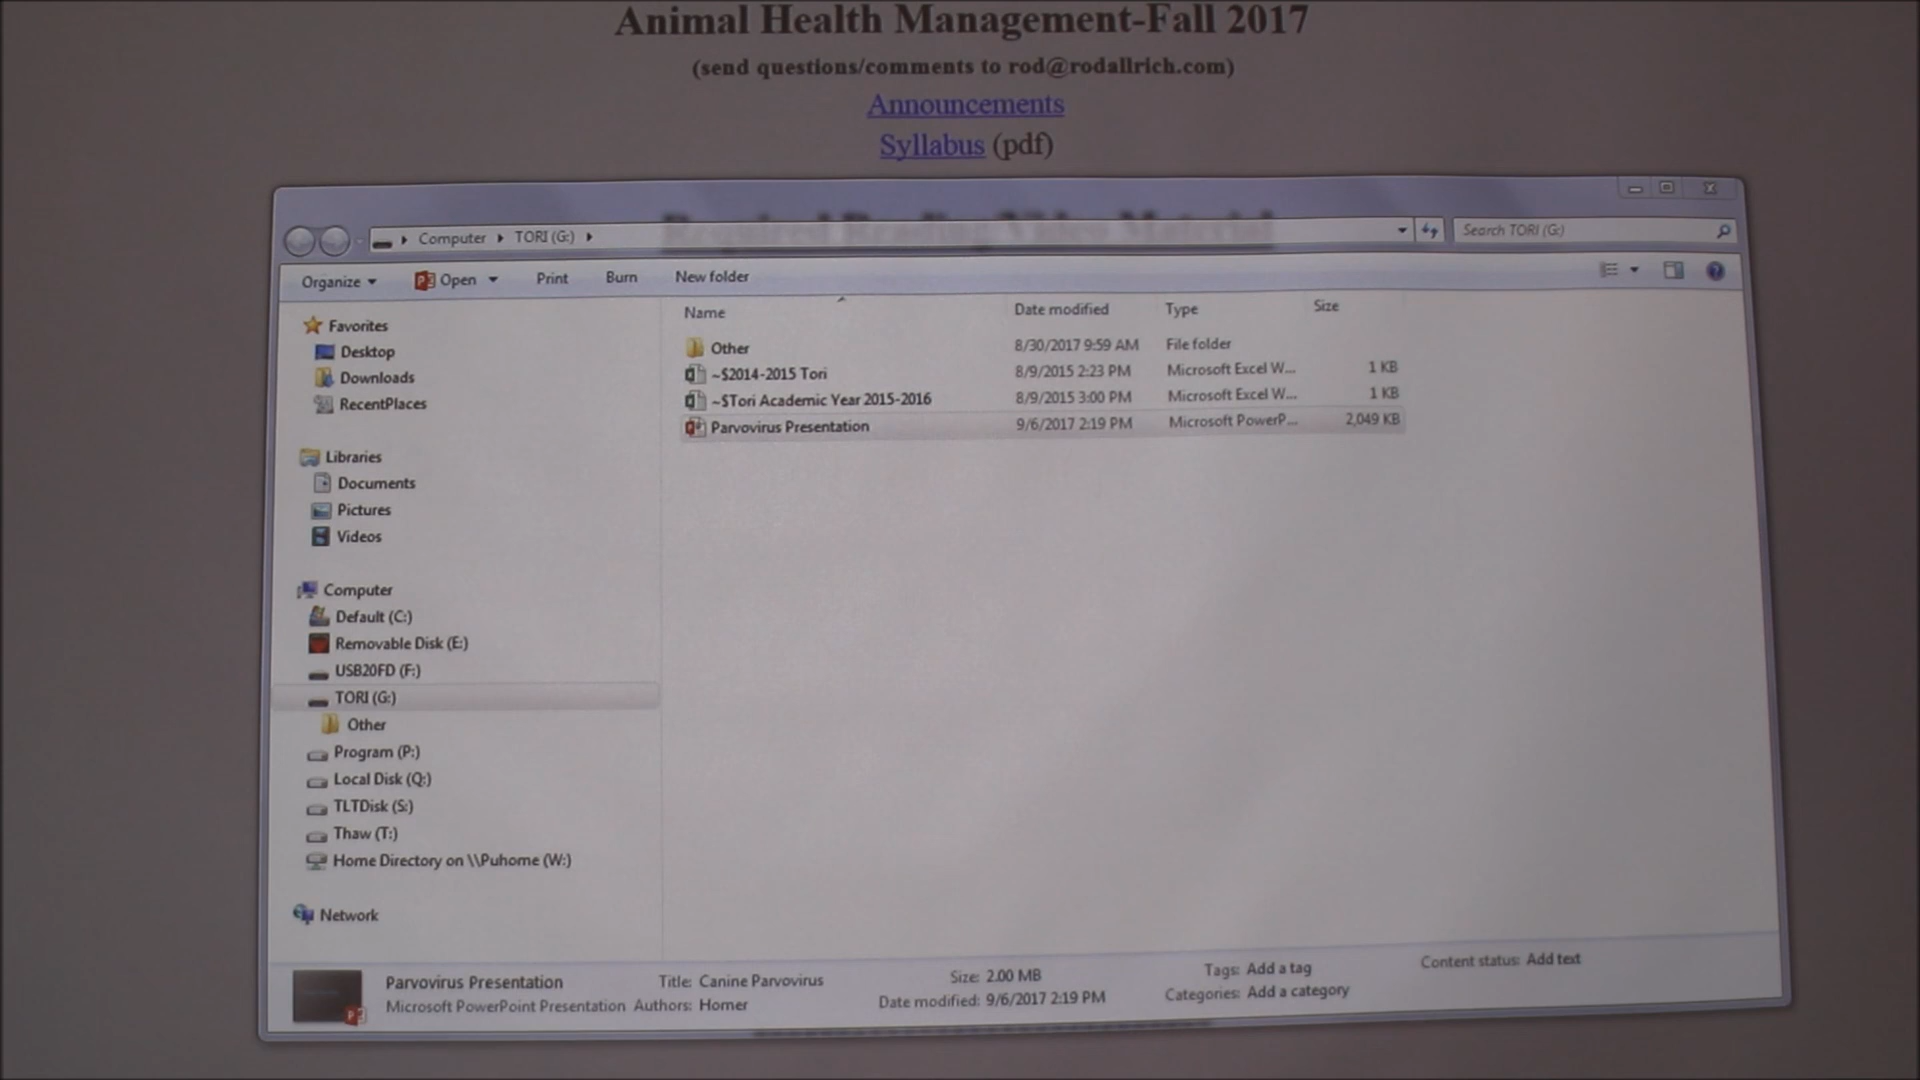 Animal Health Management-Fall 2017
(send questions/comments to rod@rodallrich.com)
Announcements
Syllabus (pdf)
Required Reading/Video Material
Computer TORI (G:)
Search TORI (G:)
Organize Open Print Burn New folder
Name Date modified Type Size
Other 8/30/2017 9:59 AM File folder
~$2014-2015 Tori 8/9/2015 2:23 PM Microsoft Excel W... 1 KB
~$Tori Academic Year 2015-2016 8/9/2015 3:00 PM Microsoft Excel W... 1 KB
Parvovirus Presentation 9/6/2017 2:19 PM Microsoft PowerP... 2,049 KB
Favorites
Desktop
Downloads
RecentPlaces
Libraries
Documents
Pictures
Videos
Computer
Default (C:)
Removable Disk (E:)
USB20FD (F:)
TORI (G:)
Other
Program (P:)
Local Disk (Q:)
TLTDisk (S:)
Thaw (T:)
Home Directory on \\Puhome (W:)
Network
Parvovirus Presentation Title: Canine Parvovirus Size: 2.00 MB Tags: Add a tag Content status: Add text
Microsoft PowerPoint Presentation Authors: Homer Date modified: 9/6/2017 2:19 PM Categories: Add a category